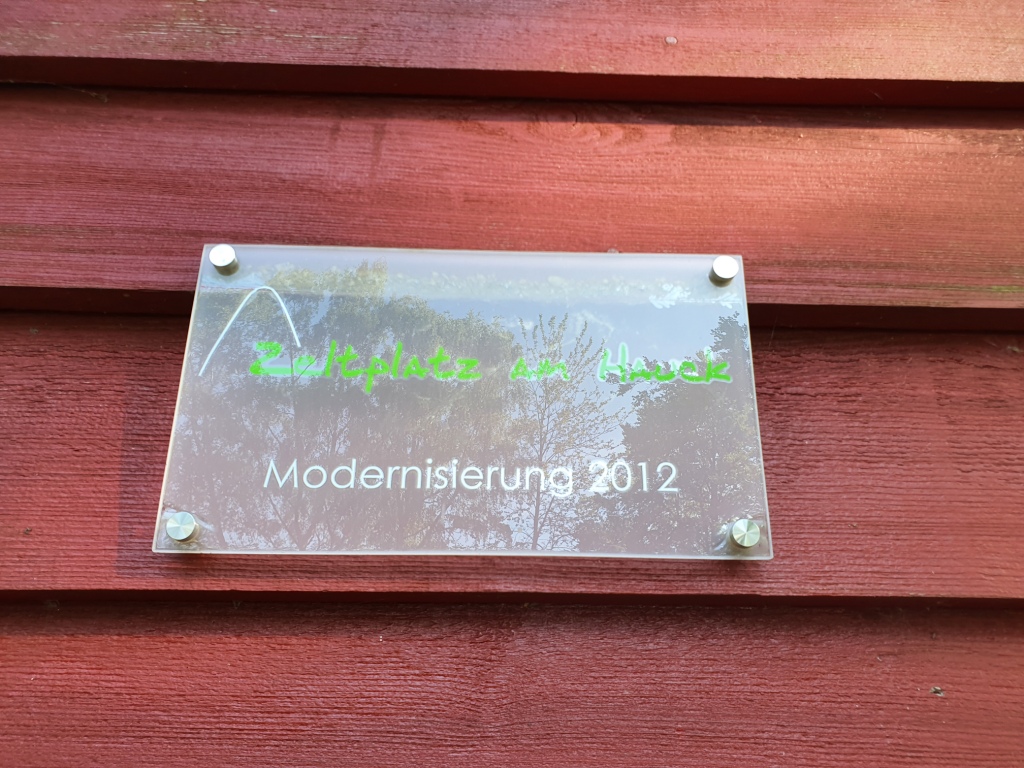 Zeltplatz am Hauck
Modernisierung 2012